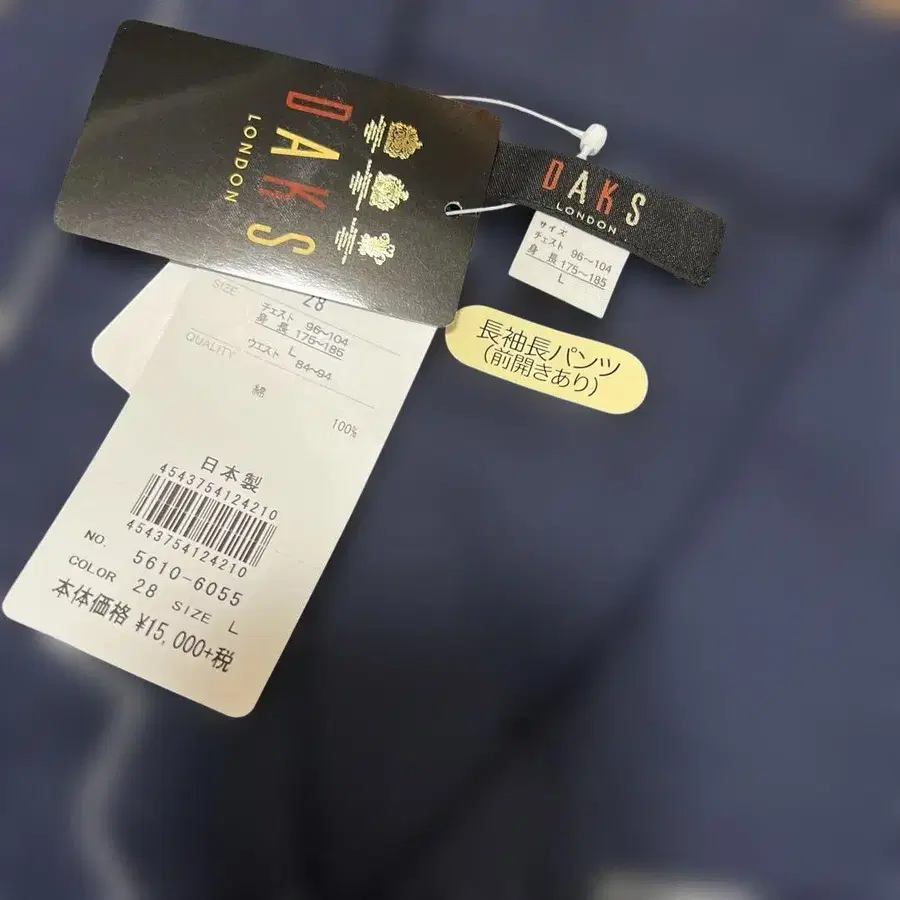 DAKS
LONDON
DAKS
LONDON
サイズ
チェスト 96〜104
身長 175〜185
L
長袖長パンツ
(前開きあり)
SIZE 28
チェスト 96〜104
身長 175〜185
L
ウエスト 84〜94
QUALITY
綿 100%
日本製
4543754124210
4543754124210
NO. 5610-6055
COLOR 28 SIZE L
本体価格 ¥15,000+税